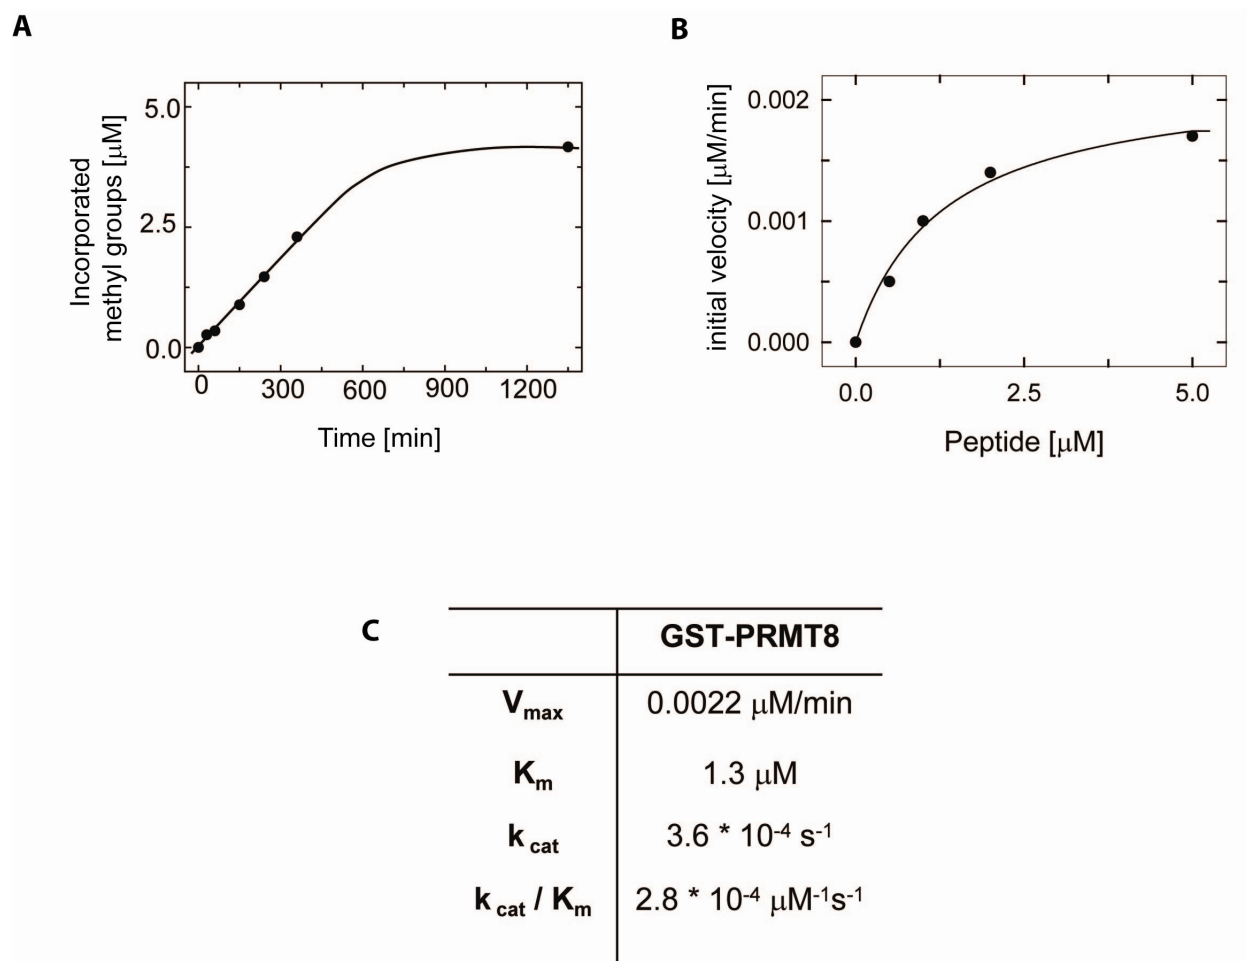 A
5.0
2.5
0.0
Incorporated
methyl groups [μM]
0 300 600 900 1200
Time [min]
B
0.002
0.001
0.000
initial velocity [μM/min]
0.0 2.5 5.0
Peptide [μM]
C
GST-PRMT8
Vmax 0.0022 μM/min
Km 1.3 μM
k cat 3.6 * 10-4 s-1
k cat / Km 2.8 * 10-4 μM-1s-1